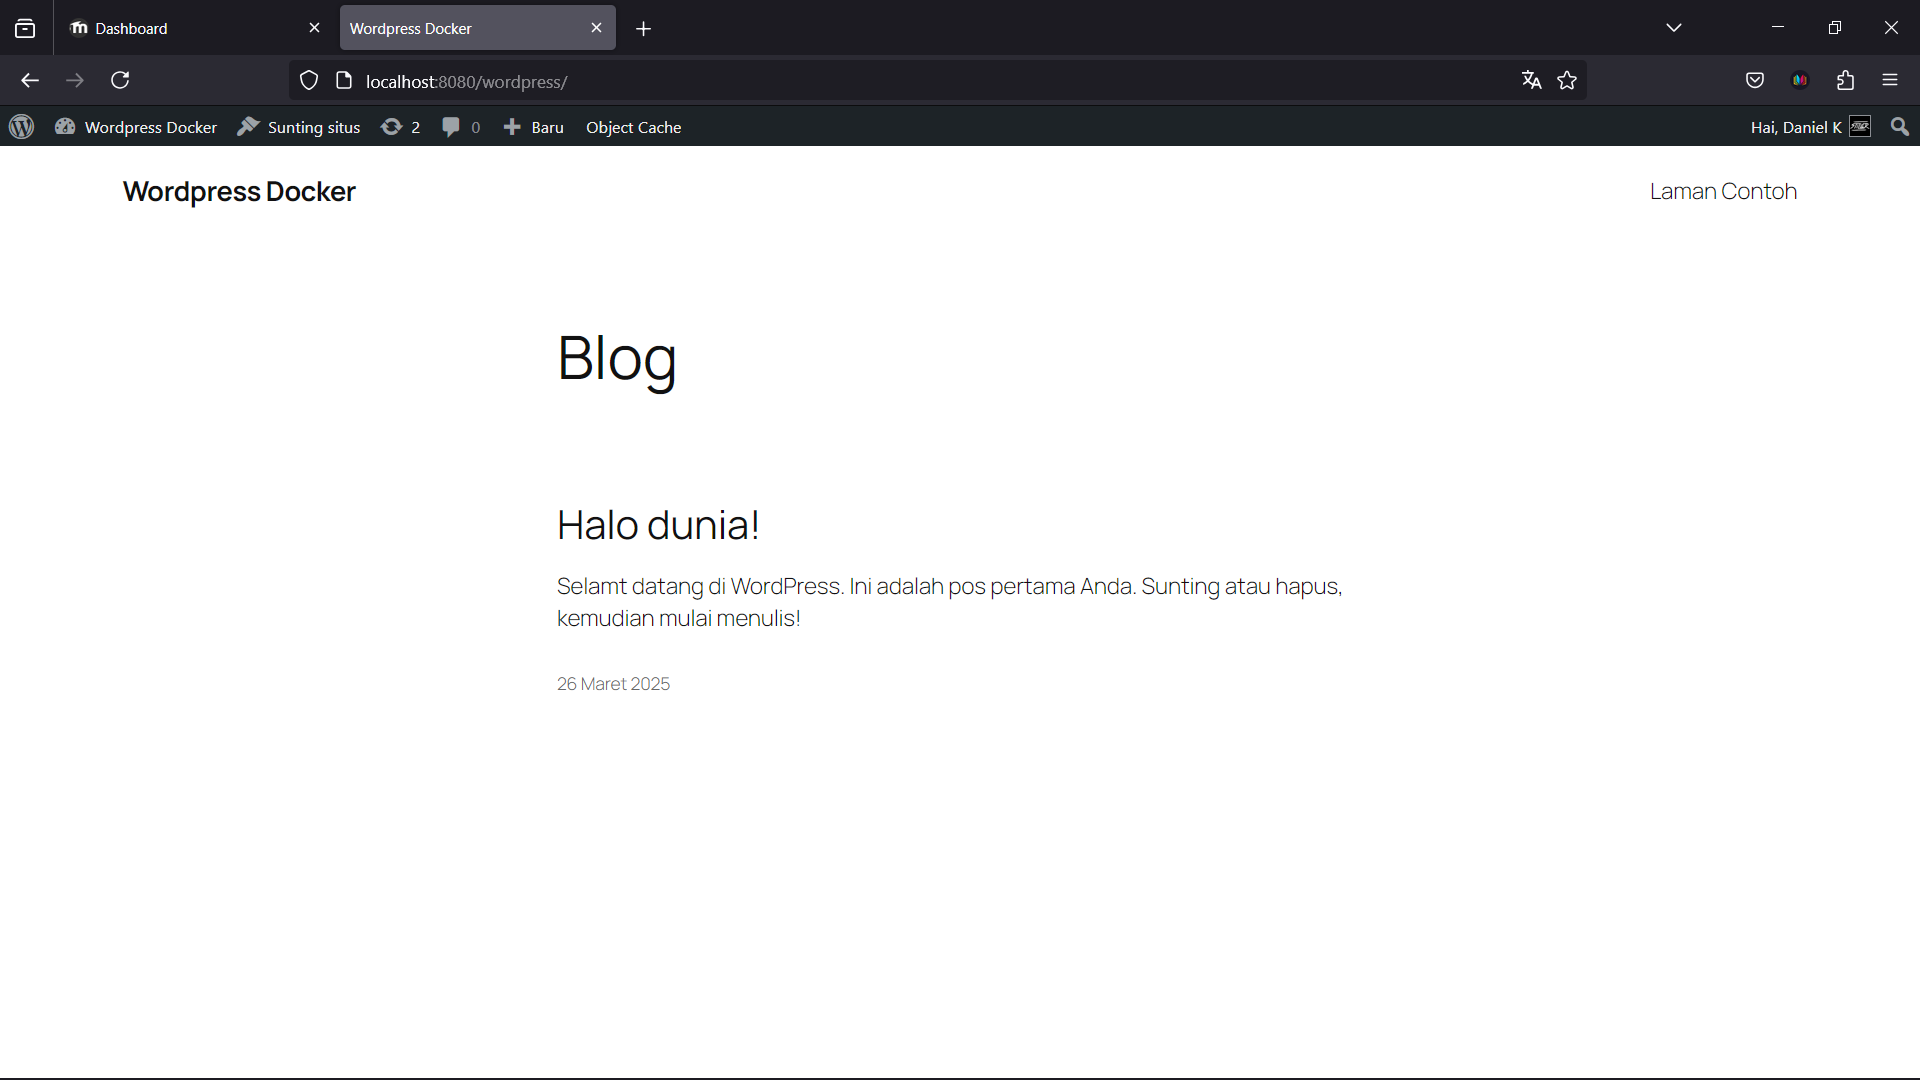 Dashboard
Wordpress Docker
localhost:8080/wordpress/
Wordpress Docker
Sunting situs
2
0
Baru
Object Cache
Hai, Daniel K
Wordpress Docker
Laman Contoh
Blog
Halo dunia!
Selamt datang di WordPress. Ini adalah pos pertama Anda. Sunting atau hapus,
kemudian mulai menulis!
26 Maret 2025